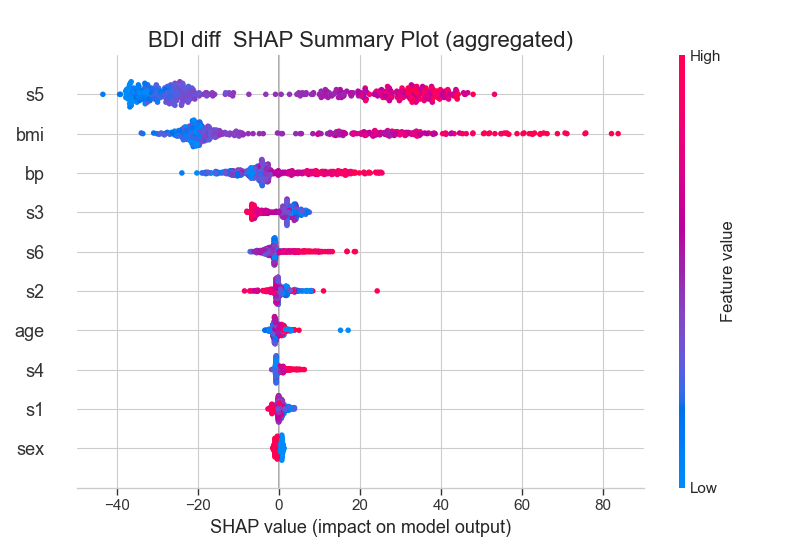 BDI diff  SHAP Summary Plot (aggregated)
High
s5
bmi
bp
s3
s6
s2
age
s4
s1
sex
Feature value
Low
−40 −20 0 20 40 60 80
SHAP value (impact on model output)